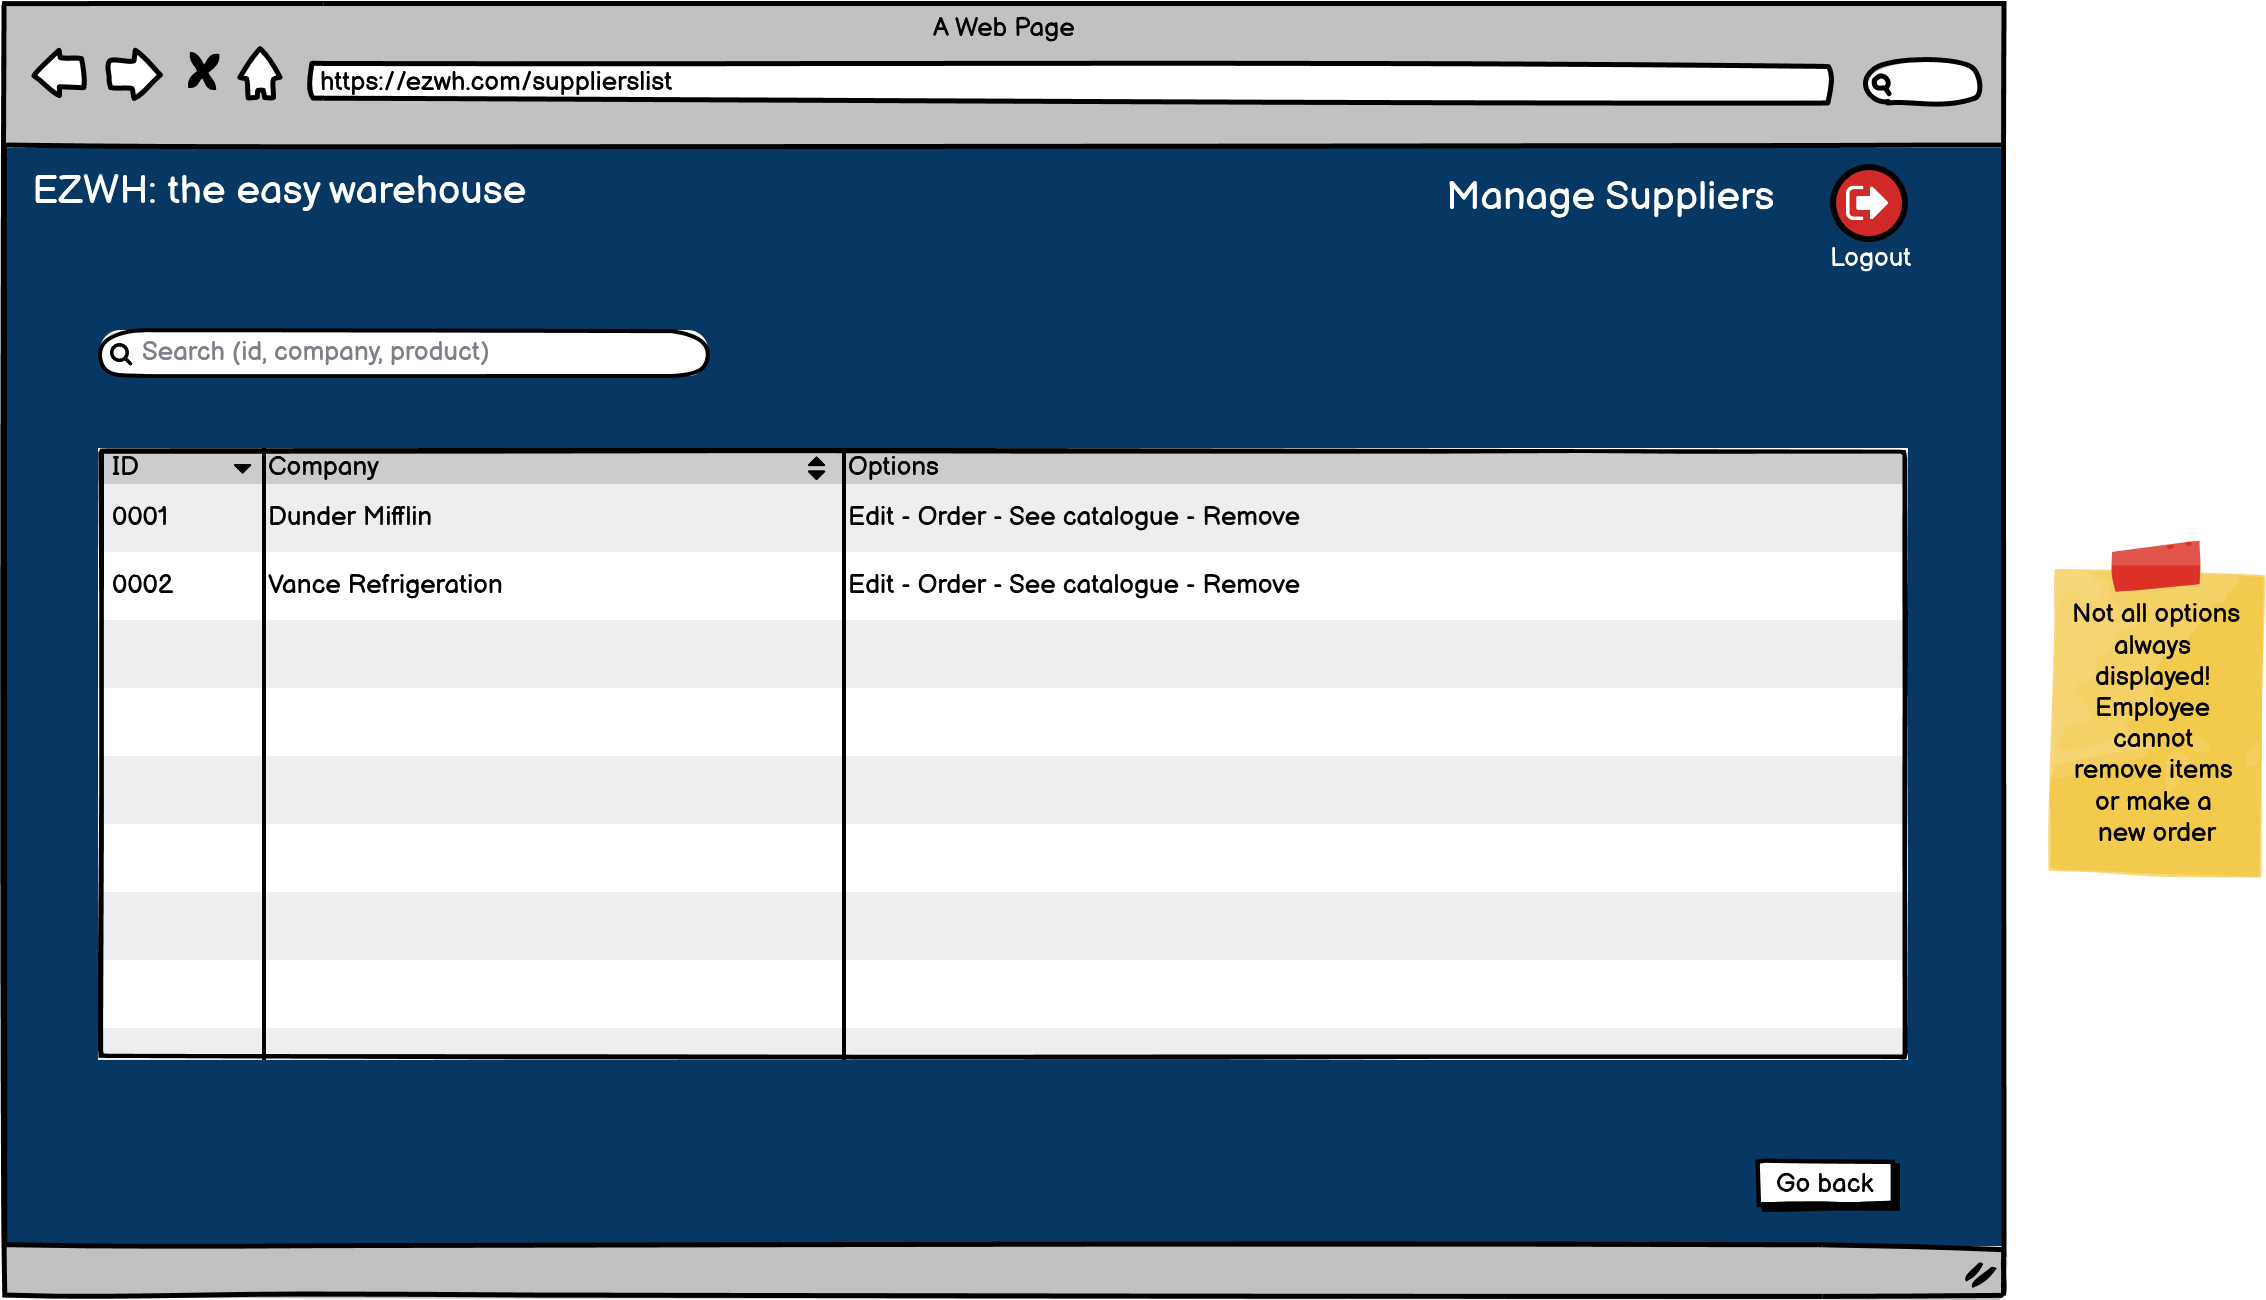 A Web Page
https://ezwh.com/supplierslist
EZWH: the easy warehouse
Manage Suppliers
Logout
Search (id, company, product)
ID Company Options
0001 Dunder Mifflin Edit - Order - See catalogue - Remove
0002 Vance Refrigeration Edit - Order - See catalogue - Remove
Not all options
always
displayed!
Employee
cannot
remove items
or make a
new order
Go back